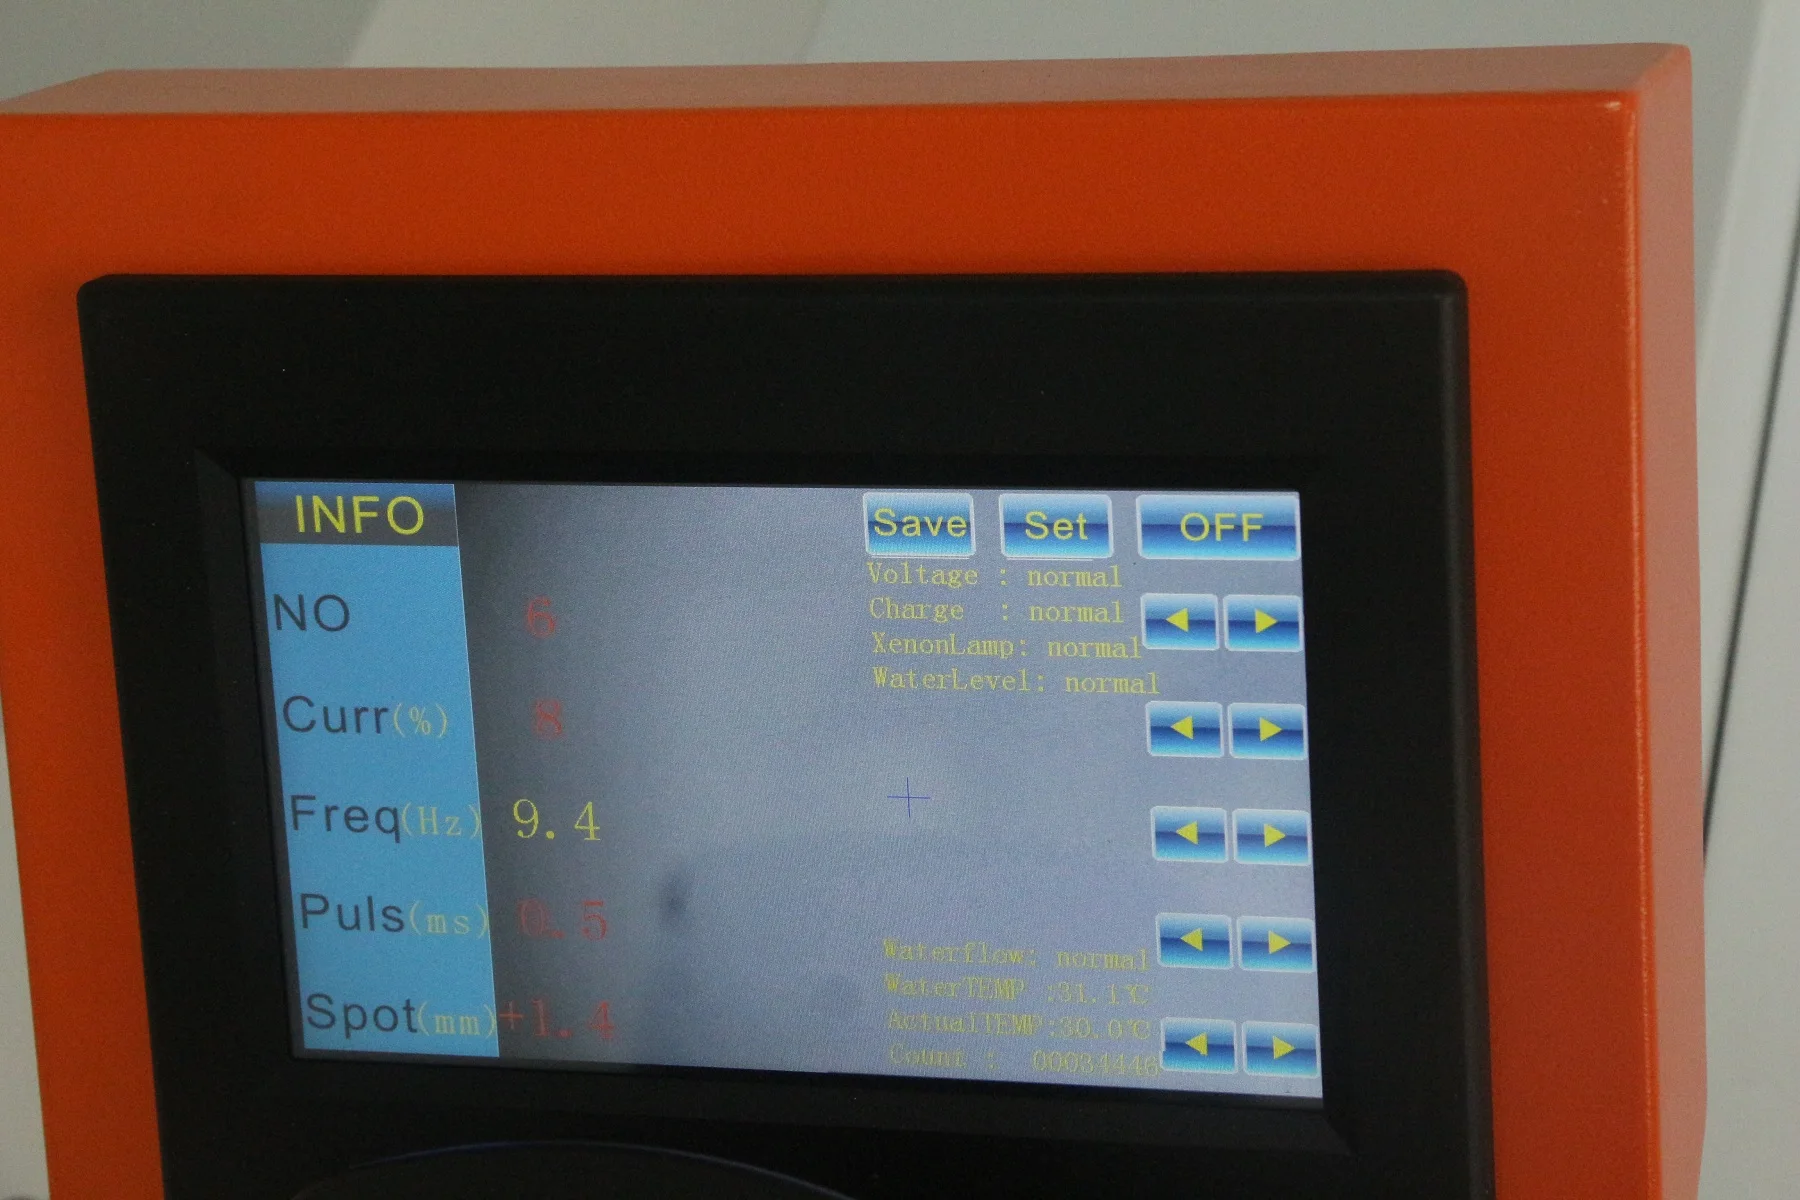 INFO
Save Set OFF
Voltage : normal
NO 6
Charge : normal
XenonLamp: normal
WaterLevel: normal
Curr(%) 8
Freq(Hz) 9.4
Puls(ms) 0.5
Waterflow: normal
WaterTEMP :31.1℃
Spot(mm) +1.4
ActualTEMP:30.0℃
Count : 00034446